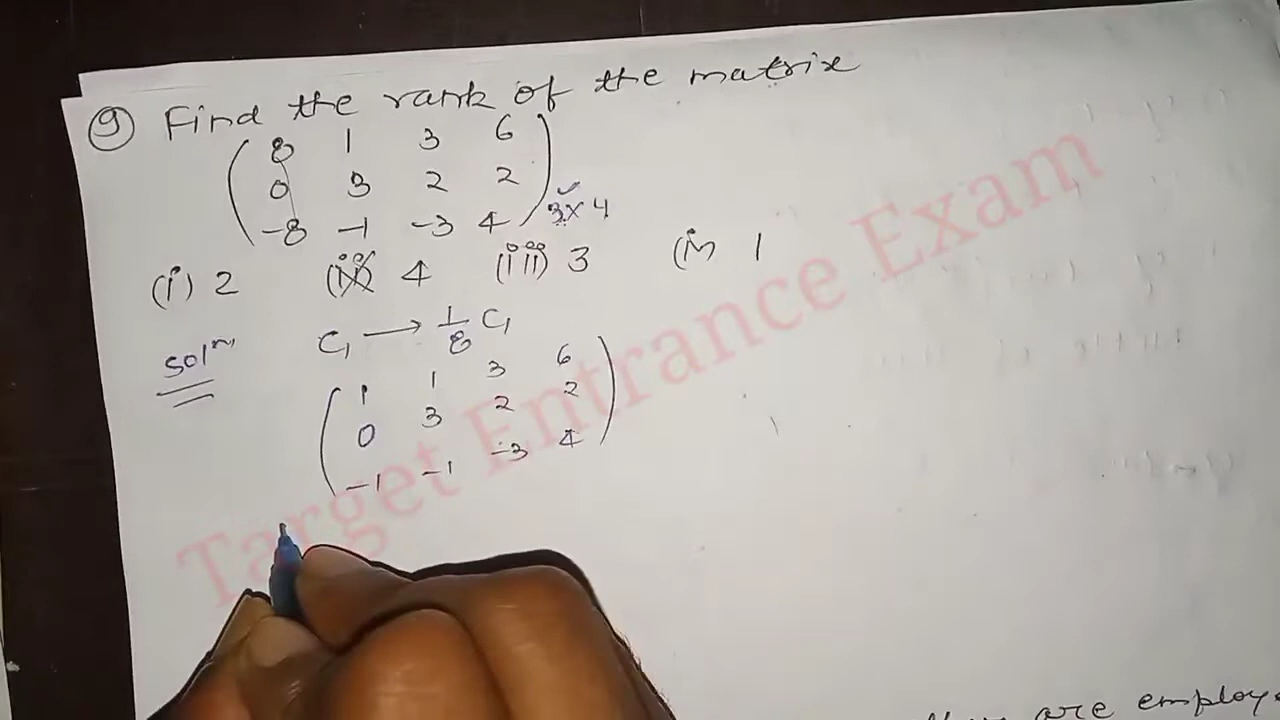 9 Find the rank of the matrix
8 1 3 6
0 3 2 2
-8 -1 -3 4 3×4
(i) 2 (ii) 4 (iii) 3 (iv) 1
Solⁿ, C₁ → 1/8 C₁
1 1 3 6
0 3 2 2
-1 -1 -3 4
Target Entrance Exam
are employ